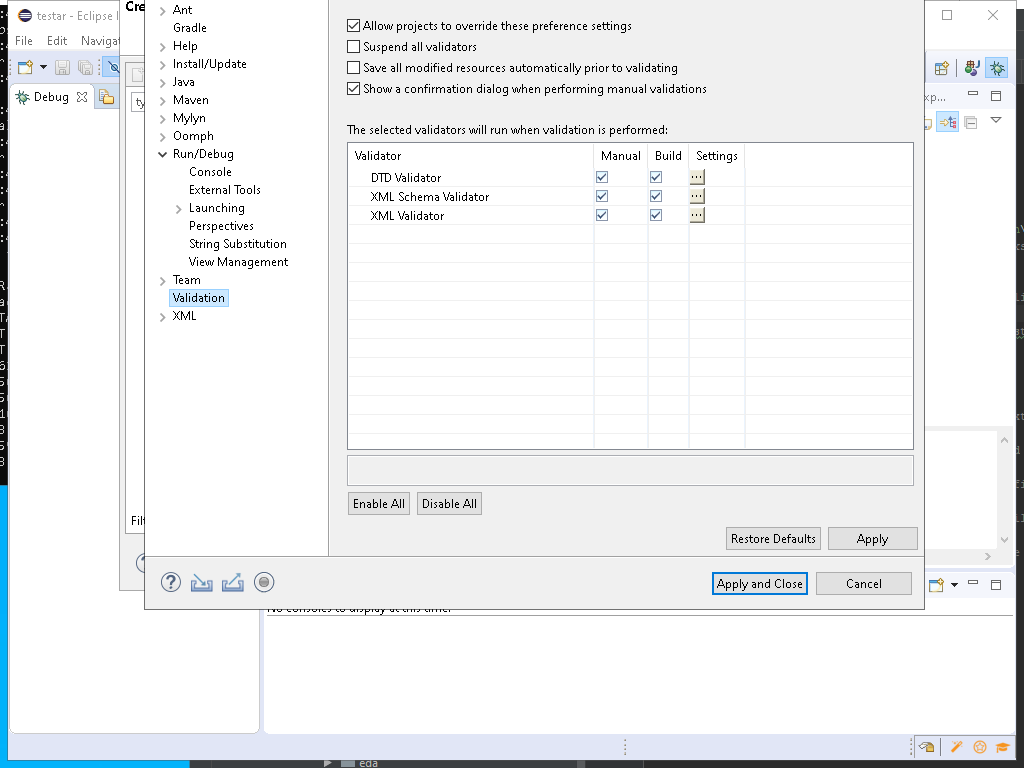 testar - Eclipse I
File Edit Navigat
Debug
Cre
Ant
Gradle
Help
Install/Update
Java
Maven
Mylyn
Oomph
Run/Debug
Console
External Tools
Launching
Perspectives
String Substitution
View Management
Team
Validation
XML
Allow projects to override these preference settings
Suspend all validators
Save all modified resources automatically prior to validating
Show a confirmation dialog when performing manual validations
The selected validators will run when validation is performed:
Validator Manual Build Settings
DTD Validator
XML Schema Validator
XML Validator
Enable All Disable All
Restore Defaults Apply
Apply and Close Cancel
ty
Filt
xp...
No consoles to display at this time.
eda